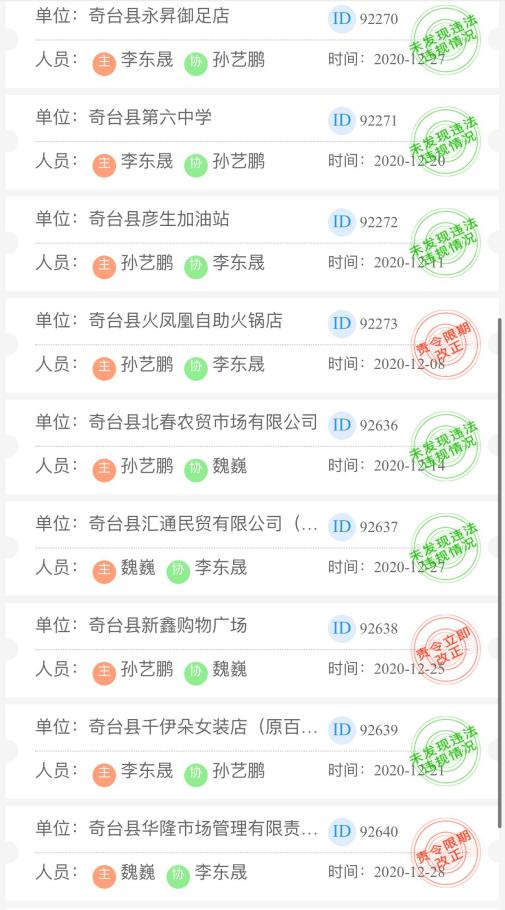 单位：奇台县永昇御足店 ID 92270
未发现违法
违规情况
人员： 主 李东晟 协 孙艺鹏 时间：2020-12-27
单位：奇台县第六中学 ID 92271
未发现违法
违规情况
人员： 主 李东晟 协 孙艺鹏 时间：2020-12-20
单位：奇台县彦生加油站 ID 92272
未发现违法
违规情况
人员： 主 孙艺鹏 协 李东晟 时间：2020-12-11
单位：奇台县火凤凰自助火锅店 ID 92273
责令限期
改正
人员： 主 孙艺鹏 协 李东晟 时间：2020-12-08
单位：奇台县北春农贸市场有限公司 ID 92636
未发现违法
违规情况
人员： 主 孙艺鹏 协 魏巍 时间：2020-12-14
单位：奇台县汇通民贸有限公司（... ID 92637
未发现违法
违规情况
人员： 主 魏巍 协 李东晟 时间：2020-12-27
单位：奇台县新鑫购物广场 ID 92638
责令立即
改正
人员： 主 孙艺鹏 协 魏巍 时间：2020-12-25
单位：奇台县千伊朵女装店（原百... ID 92639
未发现违法
违规情况
人员： 主 李东晟 协 孙艺鹏 时间：2020-12-21
单位：奇台县华隆市场管理有限责... ID 92640
责令限期
改正
人员： 主 魏巍 协 李东晟 时间：2020-12-28